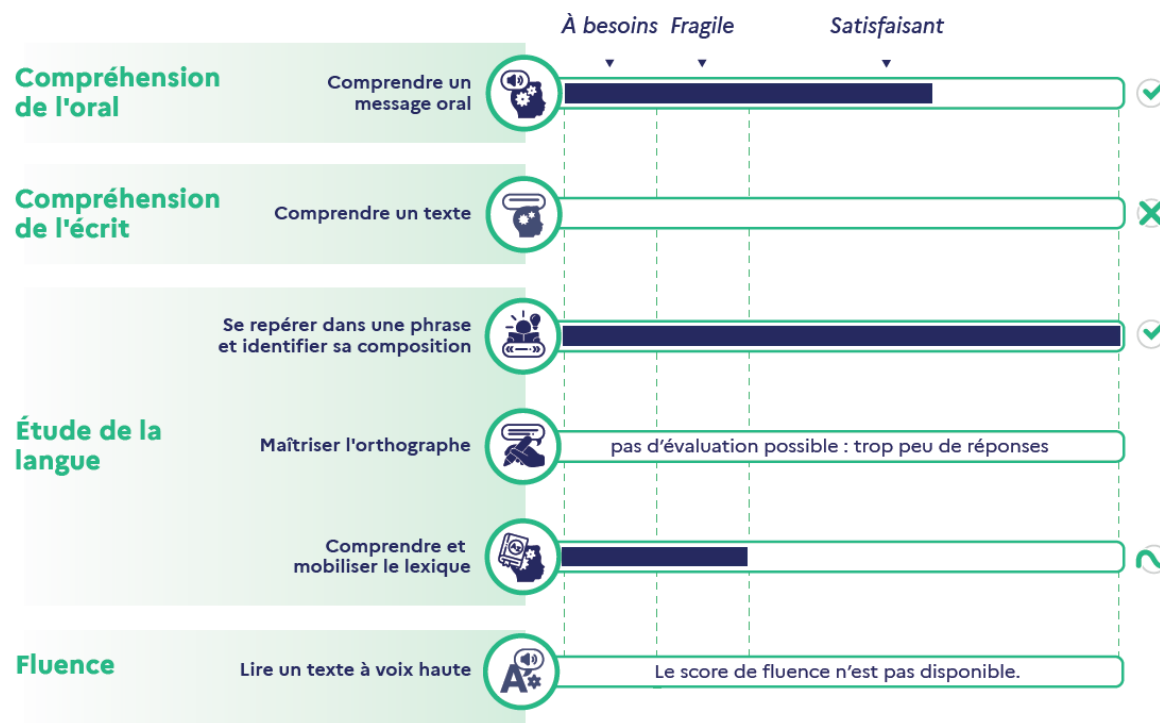 À besoins Fragile Satisfaisant
Compréhension
de l'oral
Comprendre un
message oral
Compréhension
de l'écrit
Comprendre un texte
Étude de la
langue
Se repérer dans une phrase
et identifier sa composition
Maîtriser l'orthographe
pas d'évaluation possible : trop peu de réponses
Comprendre et
mobiliser le lexique
Fluence
Lire un texte à voix haute
Le score de fluence n'est pas disponible.